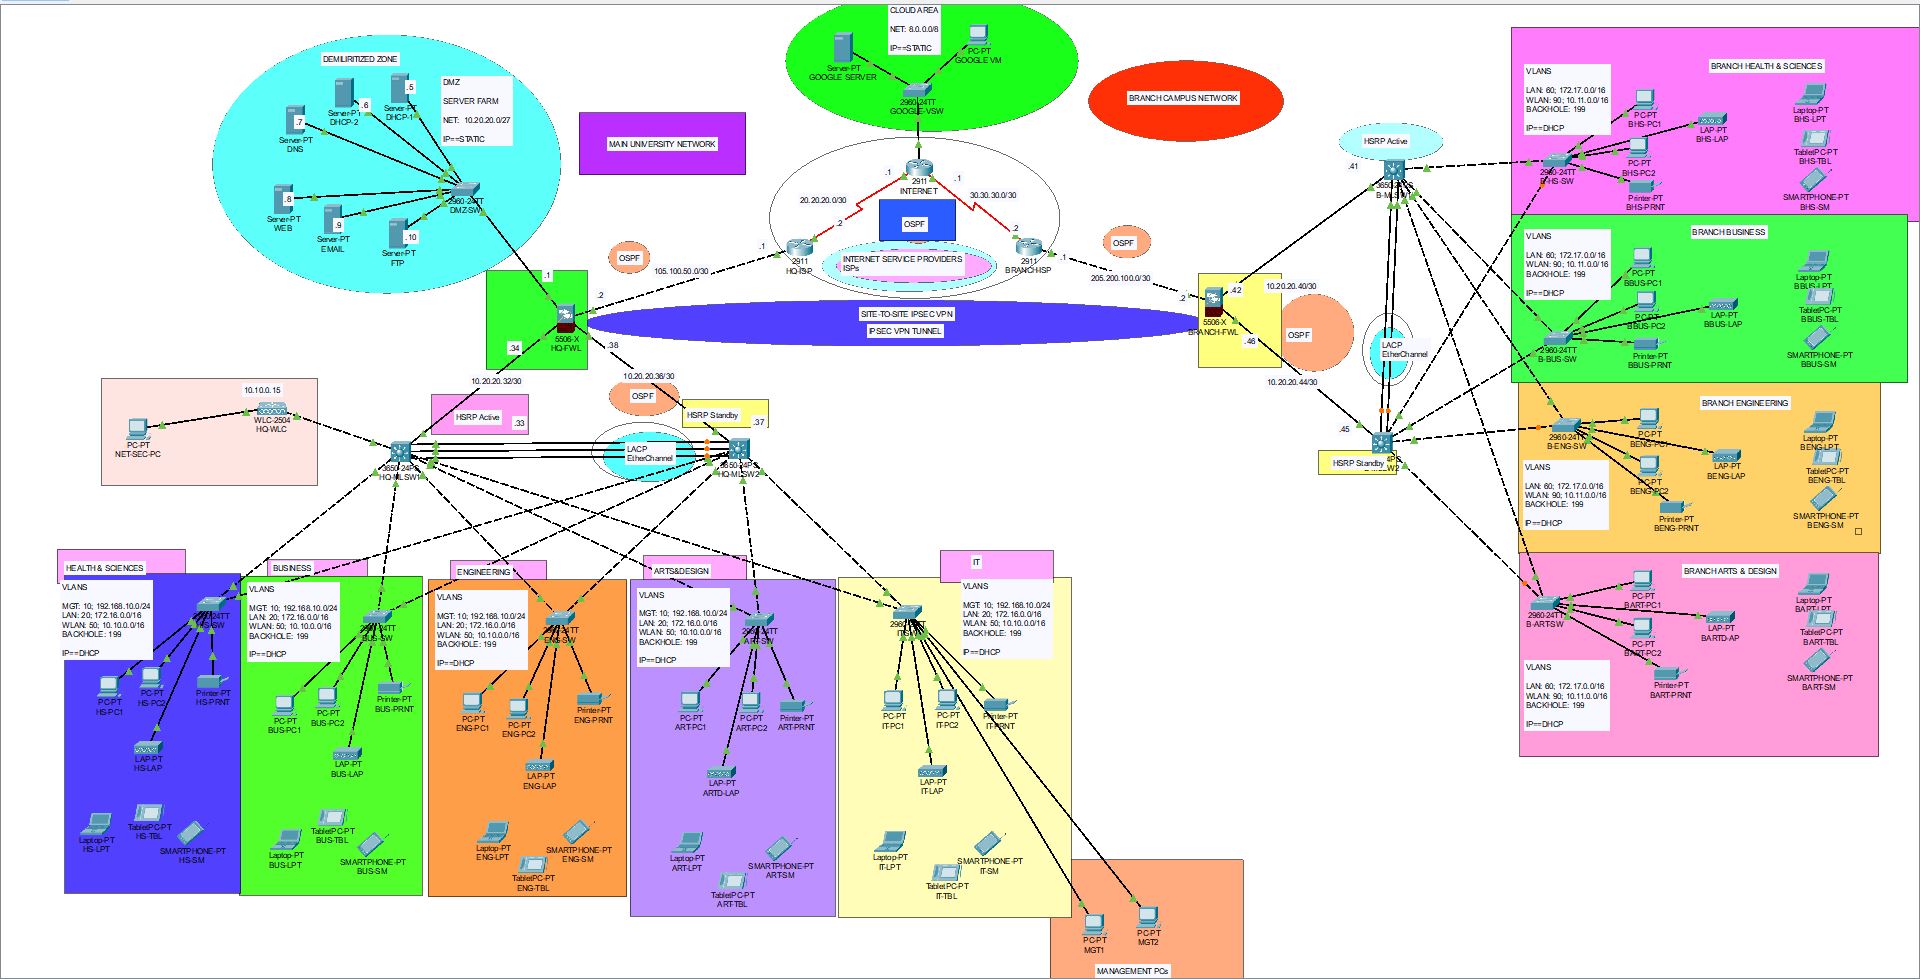 CLOUD AREA
NET: 8.0.0.0/8
IP==STATIC
Server-PT
GOOGLE SERVER
PC-PT
GOOGLE VM
2960-24TT
GOOGLE-VSW
DEMILIRITIZED ZONE
DMZ
SERVER FARM
NET: 10.20.20.0/27
IP==STATIC
.5
Server-PT
DHCP-1
.6
Server-PT
DHCP-2
.7
Server-PT
DNS
.8
Server-PT
WEB
.9
Server-PT
EMAIL
.10
Server-PT
FTP
2960-24TT
DMZ-SW
MAIN UNIVERSITY NETWORK
BRANCH CAMPUS NETWORK
2911
INTERNET
.1
.1
20.20.20.0/30
30.30.30.0/30
.2
.2
OSPF
INTERNET SERVICE PROVIDERS
ISPs
.1
2911
HQ-ISP
2911
BRANCH-ISP
.1
OSPF
OSPF
105.100.50.0/30
205.200.100.0/30
.1
.2
5506-X
HQ-FWL
.34
.38
SITE-TO-SITE IPSEC VPN
IPSEC VPN TUNNEL
.2
.42
5506-X
BRANCH-FWL
.46
10.20.20.40/30
OSPF
10.20.20.44/30
10.20.20.32/30
10.20.20.36/30
OSPF
10.10.0.15
WLC-2504
HQ-WLC
PC-PT
NET-SEC-PC
HSRP Active
.33
HSRP Standby
.37
LACP
EtherChannel
3650-24PS
HQ-MLSW1
3650-24PS
HQ-MLSW2
HSRP Active
.41
3650-24PS
B-MLSW1
LACP
EtherChannel
.45
HSRP Standby
HEALTH & SCIENCES
VLANS
MGT: 10; 192.168.10.0/24
LAN: 20; 172.16.0.0/16
WLAN: 50; 10.10.0.0/16
BACKHOLE: 199
IP==DHCP
2960-24TT
HS-SW
PC-PT
HS-PC1
PC-PT
HS-PC2
Printer-PT
HS-PRNT
LAP-PT
HS-LAP
Laptop-PT
HS-LPT
TabletPC-PT
HS-TBL
SMARTPHONE-PT
HS-SM
BUSINESS
VLANS
MGT: 10; 192.168.10.0/24
LAN: 20; 172.16.0.0/16
WLAN: 50; 10.10.0.0/16
BACKHOLE: 199
IP==DHCP
2960-24TT
BUS-SW
PC-PT
BUS-PC1
PC-PT
BUS-PC2
Printer-PT
BUS-PRNT
LAP-PT
BUS-LAP
Laptop-PT
BUS-LPT
TabletPC-PT
BUS-TBL
SMARTPHONE-PT
BUS-SM
ENGINEERING
VLANS
MGT: 10; 192.168.10.0/24
LAN: 20; 172.16.0.0/16
WLAN: 50; 10.10.0.0/16
BACKHOLE: 199
IP==DHCP
2960-24TT
ENG-SW
PC-PT
ENG-PC1
PC-PT
ENG-PC2
Printer-PT
ENG-PRNT
LAP-PT
ENG-LAP
Laptop-PT
ENG-LPT
TabletPC-PT
ENG-TBL
SMARTPHONE-PT
ENG-SM
ARTS&DESIGN
VLANS
MGT: 10; 192.168.10.0/24
LAN: 20; 172.16.0.0/16
WLAN: 50; 10.10.0.0/16
BACKHOLE: 199
IP==DHCP
2960-24TT
ART-SW
PC-PT
ART-PC1
PC-PT
ART-PC2
Printer-PT
ART-PRNT
LAP-PT
ARTD-LAP
Laptop-PT
ART-LPT
TabletPC-PT
ART-TBL
SMARTPHONE-PT
ART-SM
IT
VLANS
MGT: 10; 192.168.10.0/24
LAN: 20; 172.16.0.0/16
WLAN: 50; 10.10.0.0/16
BACKHOLE: 199
IP==DHCP
2960-24TT
IT-SW
PC-PT
IT-PC1
PC-PT
IT-PC2
Printer-PT
IT-PRNT
LAP-PT
IT-LAP
Laptop-PT
IT-LPT
TabletPC-PT
IT-TBL
SMARTPHONE-PT
IT-SM
PC-PT
MGT1
PC-PT
MGT2
MANAGEMENT PCs
BRANCH HEALTH & SCIENCES
VLANS
LAN: 60; 172.17.0.0/16
WLAN: 90; 10.11.0.0/16
BACKHOLE: 199
IP==DHCP
2960-24TT
B-HS-SW
PC-PT
BHS-PC1
PC-PT
BHS-PC2
LAP-PT
BHS-LAP
Printer-PT
BHS-PRNT
Laptop-PT
BHS-LPT
TabletPC-PT
BHS-TBL
SMARTPHONE-PT
BHS-SM
BRANCH BUSINESS
VLANS
LAN: 60; 172.17.0.0/16
WLAN: 90; 10.11.0.0/16
BACKHOLE: 199
IP==DHCP
2960-24TT
B-BUS-SW
PC-PT
BBUS-PC1
PC-PT
BBUS-PC2
LAP-PT
BBUS-LAP
Printer-PT
BBUS-PRNT
Laptop-PT
BBUS-LPT
TabletPC-PT
BBUS-TBL
SMARTPHONE-PT
BBUS-SM
BRANCH ENGINEERING
2960-24TT
B-ENG-SW
VLANS
LAN: 60; 172.17.0.0/16
WLAN: 90; 10.11.0.0/16
BACKHOLE: 199
IP==DHCP
PC-PT
BENG-PC1
PC-PT
BENG-PC2
LAP-PT
BENG-LAP
Printer-PT
BENG-PRNT
Laptop-PT
BENG-LPT
TabletPC-PT
BENG-TBL
SMARTPHONE-PT
BENG-SM
BRANCH ARTS & DESIGN
2960-24TT
B-ART-SW
PC-PT
BART-PC1
PC-PT
BART-PC2
LAP-PT
BARTD-AP
Printer-PT
BART-PRNT
Laptop-PT
BART-LPT
TabletPC-PT
BART-TBL
SMARTPHONE-PT
BART-SM
VLANS
LAN: 60; 172.17.0.0/16
WLAN: 90; 10.11.0.0/16
BACKHOLE: 199
IP==DHCP